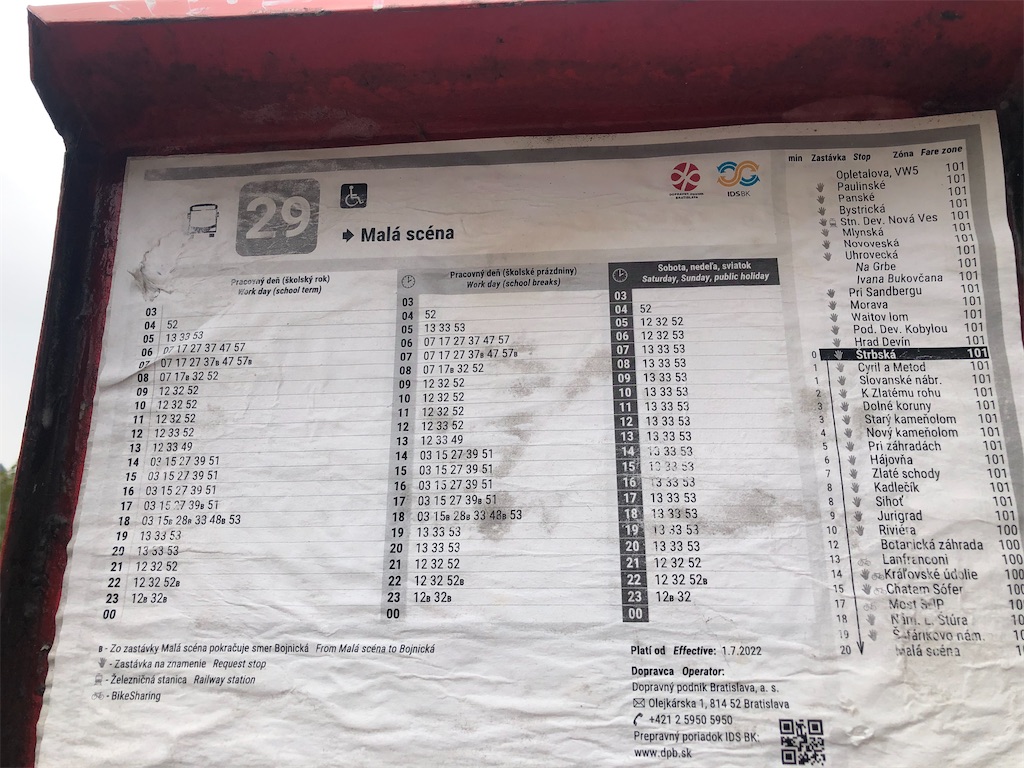 29
DOPRAVNÝ PODNIK
BRATISLAVA
IDS BK
Malá scéna
Pracovný deň (školský rok)
Work day (school term)
03
04 52
05 13 33 53
06 07 17 27 37 47 57
07 07 17 27 37B 47 57B
08 07 17B 32 52
09 12 32 52
10 12 32 52
11 12 32 52
12 12 33 52
13 12 33 49
14 03 15 27 39 51
15 03 15 27 39 51
16 03 15 27 39 51
17 03 15 27 39B 51
18 03 15B 28B 33 48B 53
19 13 33 53
20 13 33 53
21 12 32 52
22 12 32 52B
23 12B 32B
00
Pracovný deň (školské prázdniny)
Work day (school breaks)
03
04 52
05 13 33 53
06 07 17 27 37 47 57
07 07 17 27 37B 47 57B
08 07 17B 32 52
09 12 32 52
10 12 32 52
11 12 32 52
12 12 33 52
13 12 33 49
14 03 15 27 39 51
15 03 15 27 39 51
16 03 15 27 39 51
17 03 15 27 39B 51
18 03 15B 28B 33 48B 53
19 13 33 53
20 13 33 53
21 12 32 52
22 12 32 52B
23 12B 32B
00
Sobota, nedeľa, sviatok
Saturday, Sunday, public holiday
03
04 52
05 12 32 52
06 12 32 52
07 13 33 53
08 13 33 53
09 13 33 53
10 13 33 53
11 13 33 53
12 13 33 53
13 13 33 53
14 13 33 53
15 13 33 53
16 13 33 53
17 13 33 53
18 13 33 53
19 13 33 53
20 13 33 53
21 12 32 52
22 12 32 52B
23 12B 32
00
min Zastávka Stop Zóna Fare zone
Opletalova, VW5 101
Paulinské 101
Panské 101
Bystrická 101
Stn. Dev. Nová Ves 101
Mlynská 101
Novoveská 101
Uhrovecká 101
Na Grbe 101
Ivana Bukovčana 101
Pri Sandbergu 101
Morava 101
Waitov lom 101
Pod. Dev. Kobylou 101
Hrad Devín 101
0 Štrbská 101
1 Cyril a Metod 101
1 Slovanské nábr. 101
2 K Zlatému rohu 101
3 Dolné koruny 101
3 Starý kameňolom 101
4 Nový kameňolom 101
5 Pri záhradách 101
6 Hájovňa 101
7 Zlaté schody 101
8 Kadlečík 101
8 Sihoť 101
9 Jurigrad 101
10 Riviéra 100
12 Botanická záhrada 100
13 Lanfranconi 100
14 Kráľovské údolie 100
15 Chatam Sófer 100
17 Most SNP
18 Nám. Ľ. Štúra
19 Šafárikovo nám.
20 Malá scéna
B - Zo zastávky Malá scéna pokračuje smer Bojnická From Malá scéna to Bojnická
- Zastávka na znamenie Request stop
- Železničná stanica Railway station
- BikeSharing
Platí od Effective: 1.7.2022
Dopravca Operator:
Dopravný podnik Bratislava, a. s.
Olejkárska 1, 814 52 Bratislava
+421 2 5950 5950
Prepravný poriadok IDS BK:
www.dpb.sk